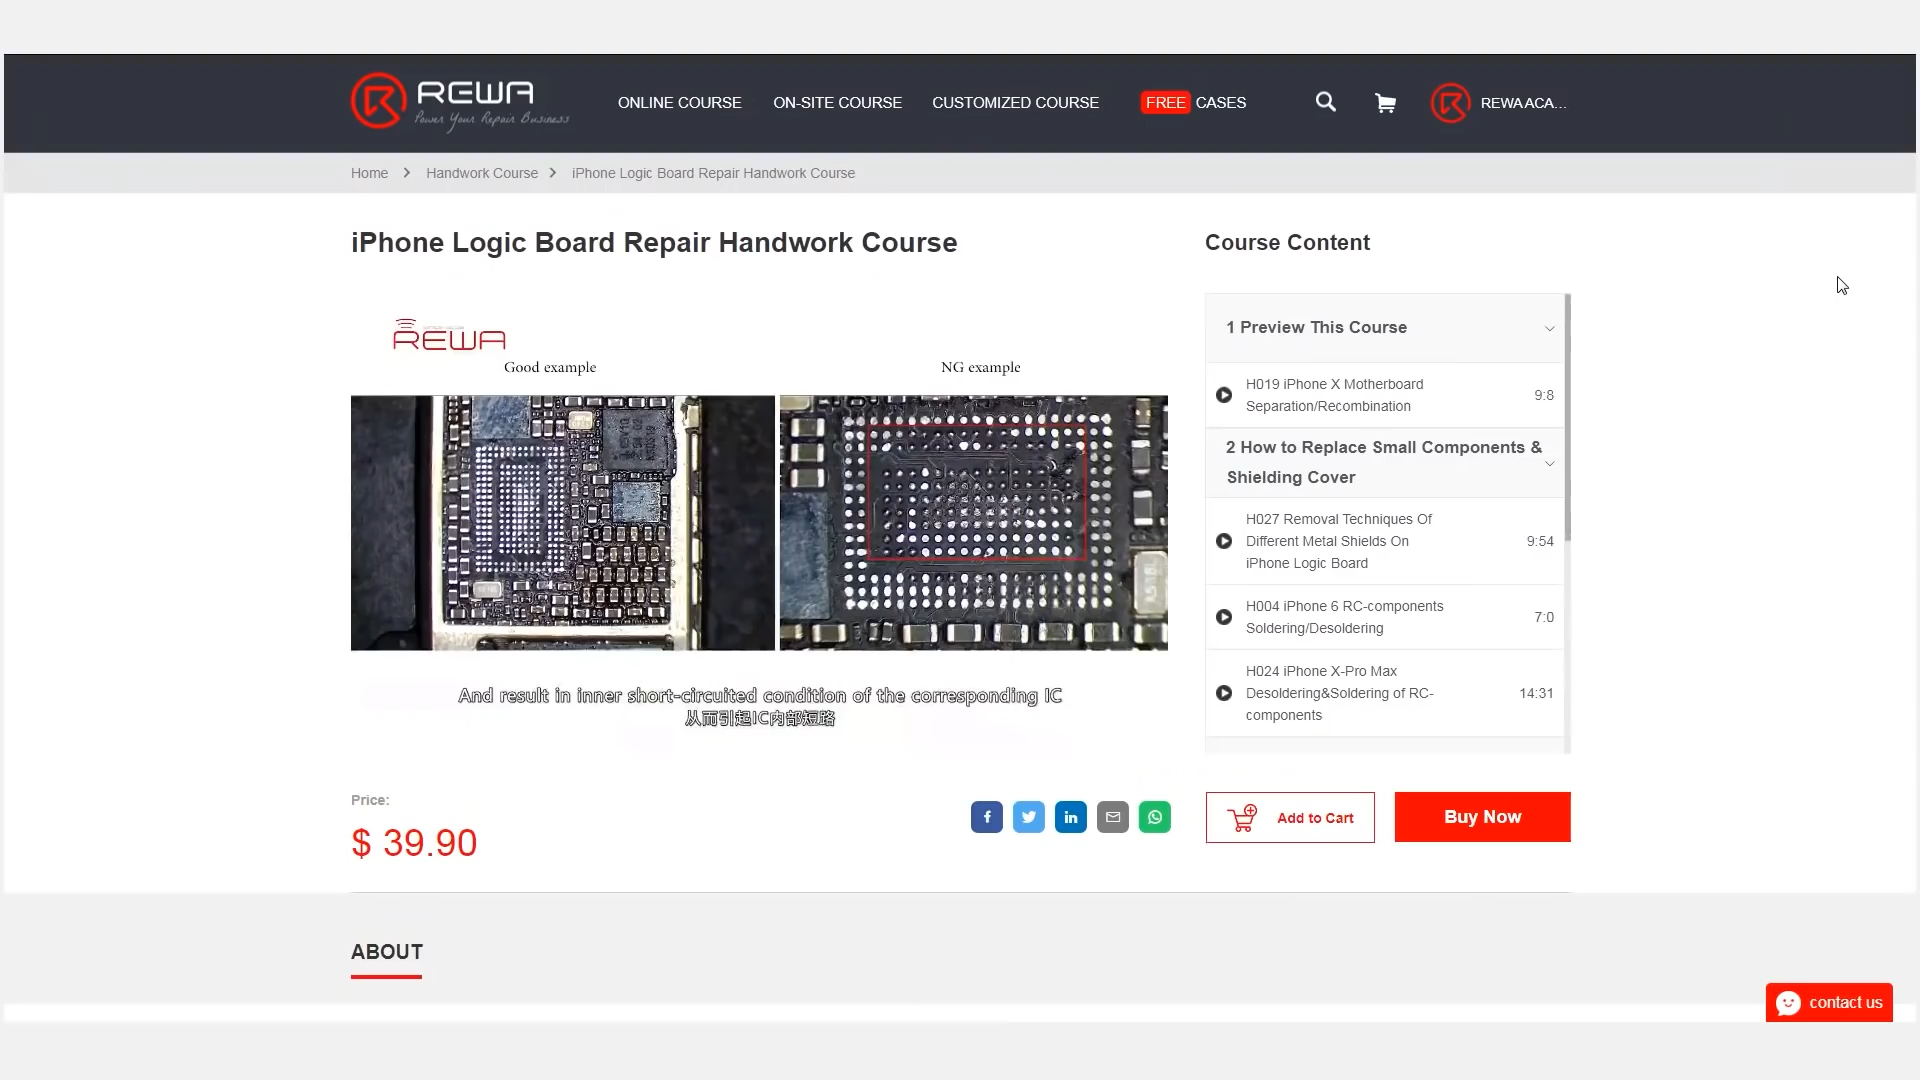 REWA
Power Your Repair Business
ONLINE COURSE
ON-SITE COURSE
CUSTOMIZED COURSE
FREE CASES
REWA ACA...
Home
Handwork Course
iPhone Logic Board Repair Handwork Course
iPhone Logic Board Repair Handwork Course
REWA
Good example
NG example
And result in inner short-circuited condition of the corresponding IC
从而引起IC内部短路
Course Content
1 Preview This Course
H019 iPhone X Motherboard
Separation/Recombination
9:8
2 How to Replace Small Components &
Shielding Cover
H027 Removal Techniques Of
Different Metal Shields On
iPhone Logic Board
9:54
H004 iPhone 6 RC-components
Soldering/Desoldering
7:0
H024 iPhone X-Pro Max
Desoldering&Soldering of RC-
components
14:31
Price:
$ 39.90
Add to Cart
Buy Now
ABOUT
contact us